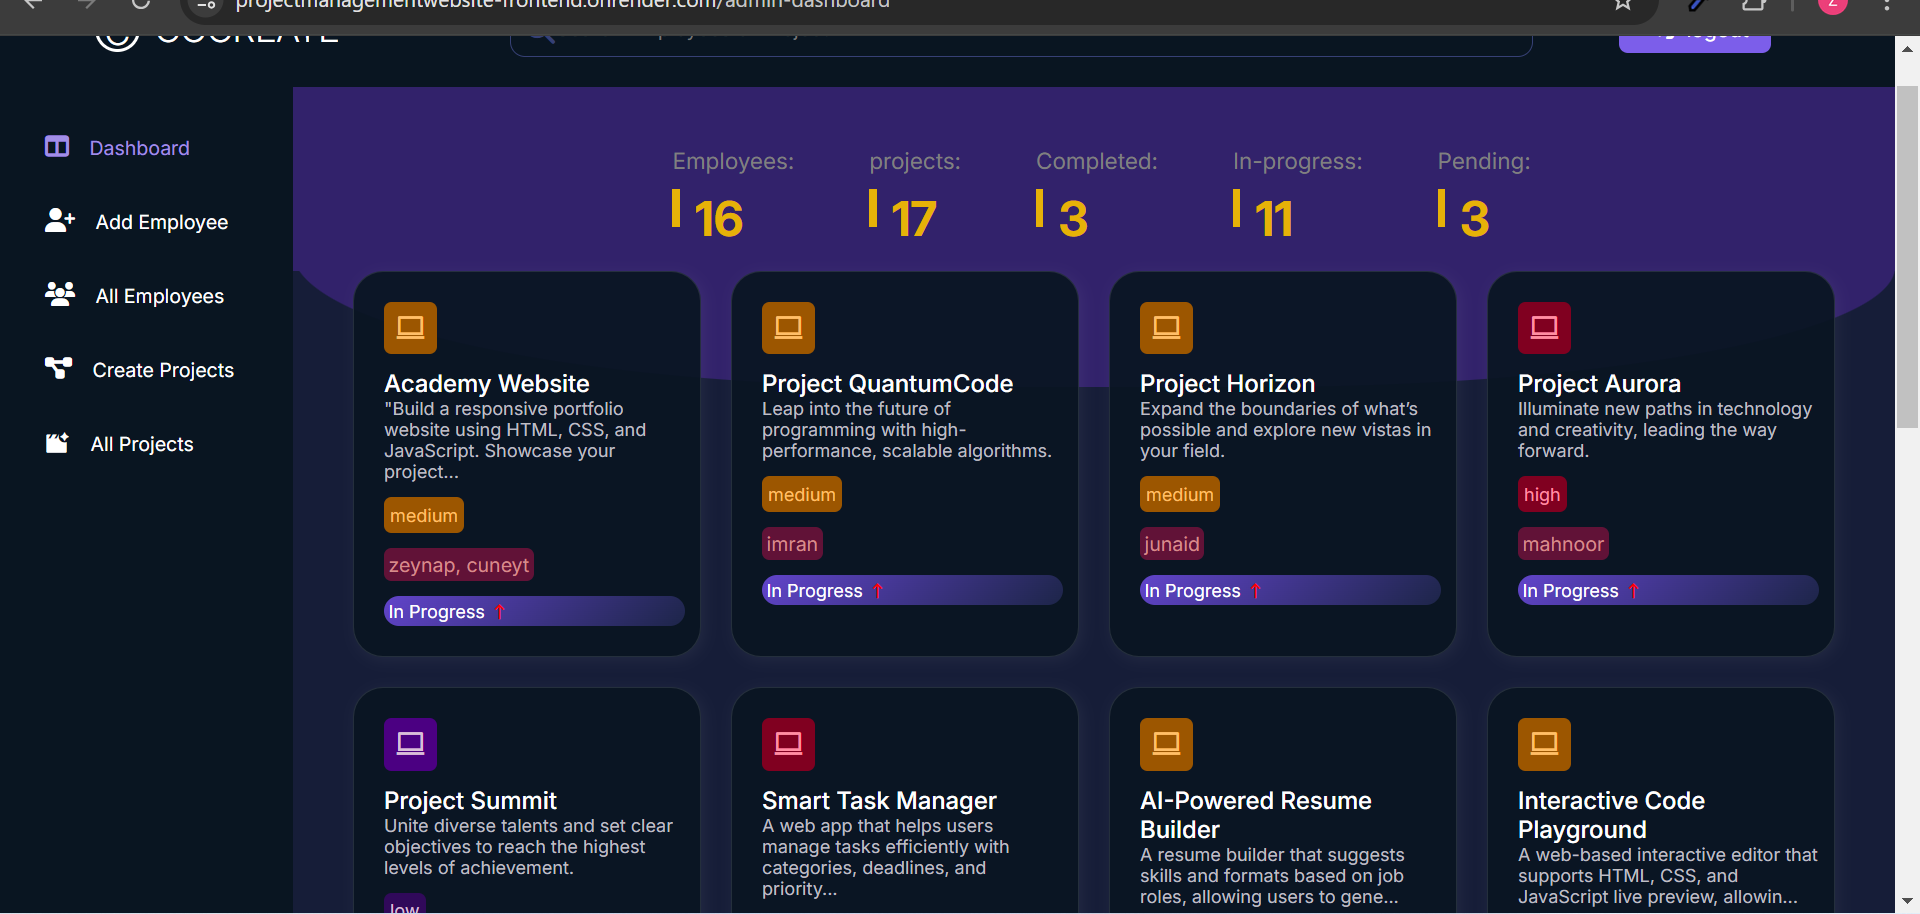 projectmanagementwebsite-frontend.onrender.com/admin-dashboard
COCREATE
logout
Dashboard
Add Employee
All Employees
Create Projects
All Projects
Employees:
16
projects:
17
Completed:
3
In-progress:
11
Pending:
3
Academy Website
"Build a responsive portfolio
website using HTML, CSS, and
JavaScript. Showcase your
project...
medium
zeynap, cuneyt
In Progress ↑
Project QuantumCode
Leap into the future of
programming with high-
performance, scalable algorithms.
medium
imran
In Progress ↑
Project Horizon
Expand the boundaries of what’s
possible and explore new vistas in
your field.
medium
junaid
In Progress ↑
Project Aurora
Illuminate new paths in technology
and creativity, leading the way
forward.
high
mahnoor
In Progress ↑
Project Summit
Unite diverse talents and set clear
objectives to reach the highest
levels of achievement.
low
Smart Task Manager
A web app that helps users
manage tasks efficiently with
categories, deadlines, and
priority...
AI-Powered Resume
Builder
A resume builder that suggests
skills and formats based on job
roles, allowing users to gene...
Interactive Code
Playground
A web-based interactive editor that
supports HTML, CSS, and
JavaScript live preview, allowin...